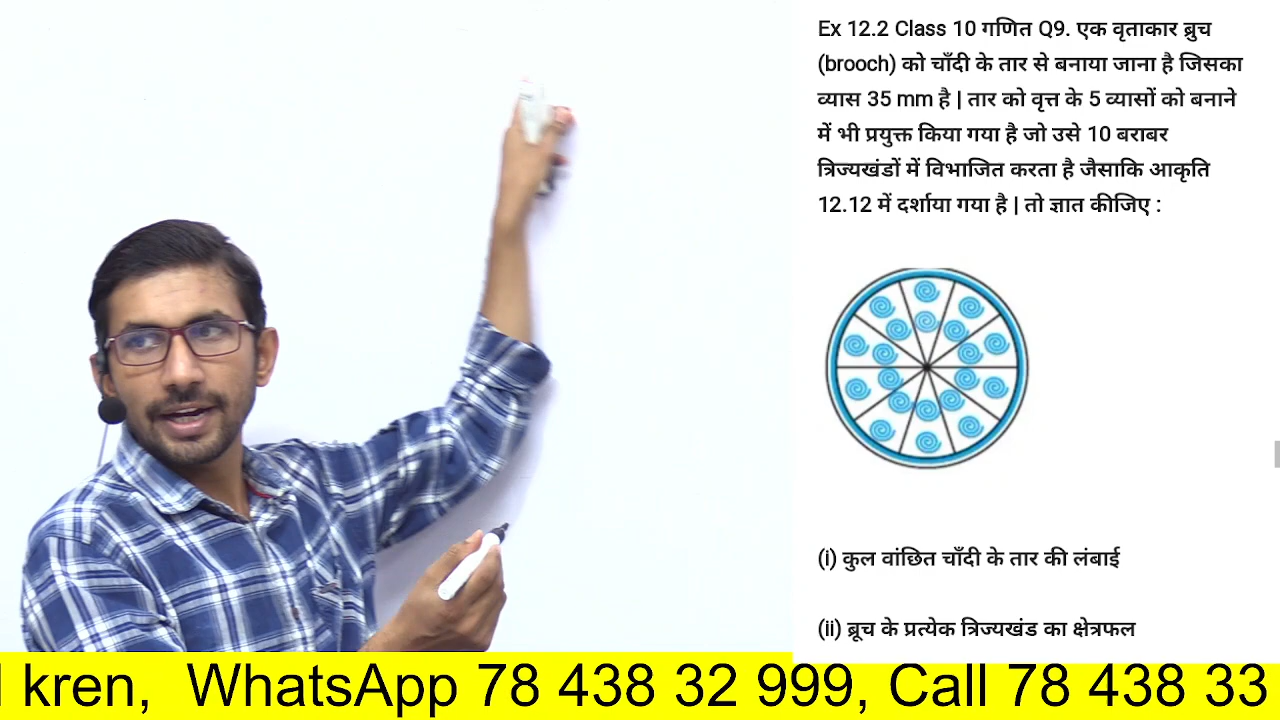 Ex 12.2 Class 10 गणित Q9. एक वृताकार ब्रुच
(brooch) को चाँदी के तार से बनाया जाना है जिसका
व्यास 35 mm है | तार को वृत्त के 5 व्यासों को बनाने
में भी प्रयुक्त किया गया है जो उसे 10 बराबर
त्रिज्यखंडों में विभाजित करता है जैसाकि आकृति
12.12 में दर्शाया गया है | तो ज्ञात कीजिए :
(i) कुल वांछित चाँदी के तार की लंबाई
(ii) ब्रूच के प्रत्येक त्रिज्यखंड का क्षेत्रफल
kren, WhatsApp 78 438 32 999, Call 78 438 33